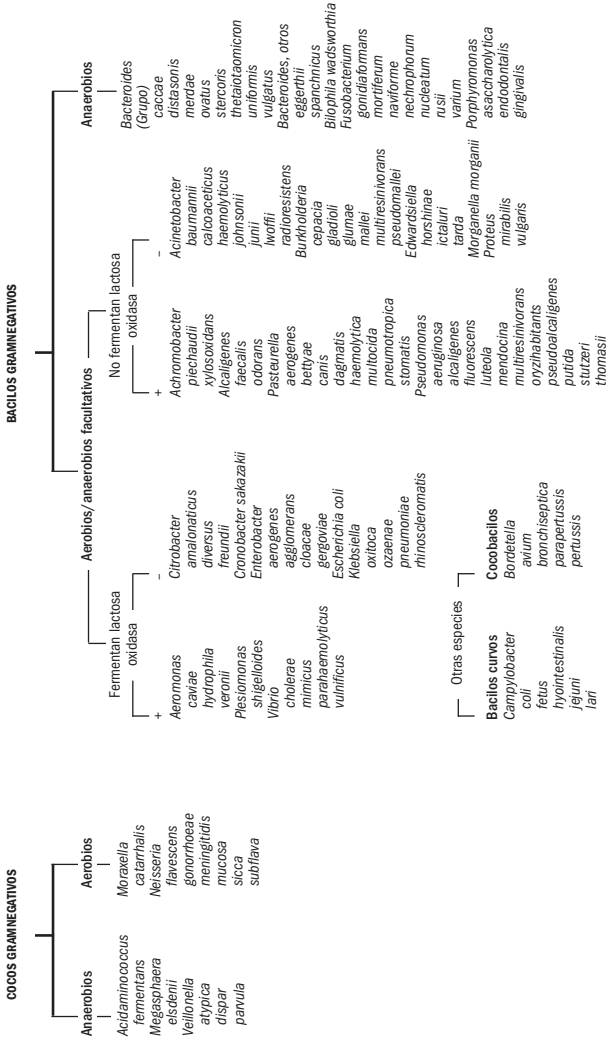 COCOS GRAMNEGATIVOS
Anaerobios
Acidaminococcus
fermentans
Megasphaera
elsdenii
Veillonella
atypica
dispar
parvula
Aerobios
Moraxella
catarrhalis
Neisseria
flavescens
gonorrhoeae
meningitidis
mucosa
sicca
subflava
BACILOS GRAMNEGATIVOS
Aerobios/anaerobios facultativos
Fermentan lactosa
oxidasa
+
Aeromonas
caviae
hydrophila
veronii
Plesiomonas
shigelloides
Vibrio
cholerae
mimicus
parahaemolyticus
vulnificus
–
Citrobacter
amalonaticus
diversus
freundii
Cronobacter sakazakii
Enterobacter
aerogenes
agglomerans
cloacae
gergoviae
Escherichia coli
Klebsiella
oxitoca
ozaenae
pneumoniae
rhinoscleromatis
No fermentan lactosa
oxidasa
+
Achromobacter
piechaudii
xylosoxidans
Alcaligenes
faecalis
odorans
Pasteurella
aerogenes
bettyae
canis
dagmatis
haemolytica
multocida
pneumotropica
stomatis
Pseudomonas
aeruginosa
alcaligenes
fluorescens
luteola
mendocina
multiresinivorans
oryzihabitants
pseudoalcaligenes
putida
stutzeri
thomasii
–
Acinetobacter
baumannii
calcoaceticus
haemolyticus
johnsonii
junii
lwoffii
radioresistens
Burkholderia
cepacia
gladioli
glumae
mallei
multiresinivorans
pseudomallei
Edwardsiella
horshinae
ictaluri
tarda
Morganella morganii
Proteus
mirabilis
vulgaris
Anaerobios
Bacteroides
(Grupo)
caccae
distasonis
merdae
ovatus
stercoris
thetaiotaomicron
uniformis
vulgatus
Bacteroides, otros
eggerthii
spanchnicus
Bilophila wadsworthia
Fusobacterium
gonidiaformans
mortiferum
naviforme
nechrophorum
nucleatum
rusii
varium
Porphyromonas
asaccharolytica
endodontalis
gingivalis
Otras especies
Bacilos curvos
Campylobacter
coli
fetus
hyointestinalis
jejuni
lari
Cocobacilos
Bordetella
avium
bronchiseptica
parapertussis
pertussis